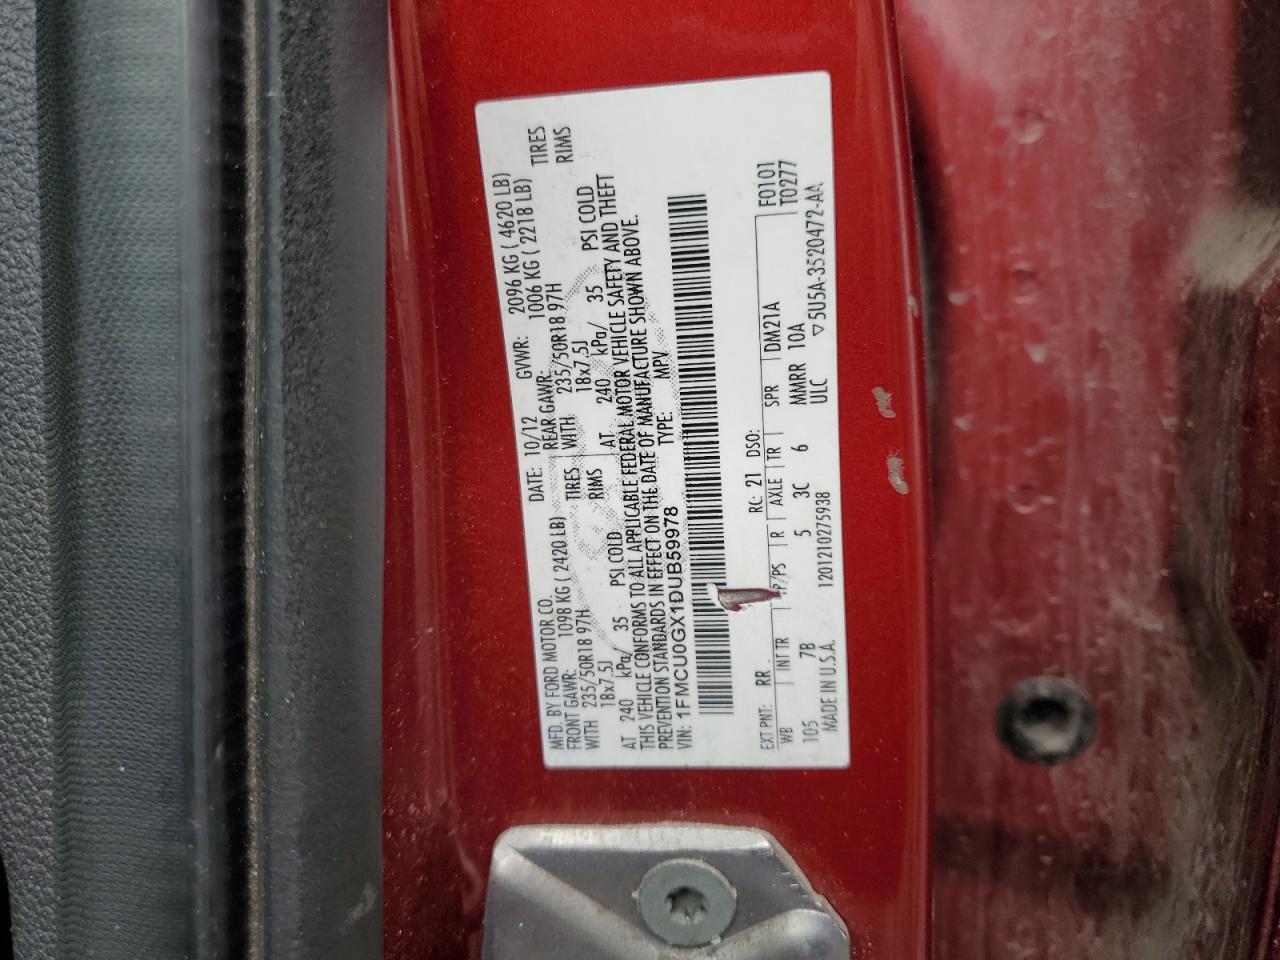 MFD. BY FORD MOTOR CO. DATE: 10/12 GVWR: 2096 KG ( 4620 LB)
FRONT GAWR: 1098 KG ( 2420 LB) REAR GAWR: 1006 KG ( 2218 LB)
WITH 235/50R18 97H TIRES WITH 235/50R18 97H TIRES
18x7.5J RIMS 18x7.5J RIMS
AT 240 kPa/ 35 PSI COLD AT 240 kPa/ 35 PSI COLD
THIS VEHICLE CONFORMS TO ALL APPLICABLE FEDERAL MOTOR VEHICLE SAFETY AND THEFT
PREVENTION STANDARDS IN EFFECT ON THE DATE OF MANUFACTURE SHOWN ABOVE.
VIN: 1FMCU0GX1DUB59978 TYPE: MPV
EXT PNT: RR RC: 21 DSO: F0101
WB INT TR P/PS R AXLE TR SPR DM21A T0277
105 7B 5 3C 6 MMRR 10A
MADE IN U.S.A. 1201210275938 ULC ▽5U5A-3520472-AA